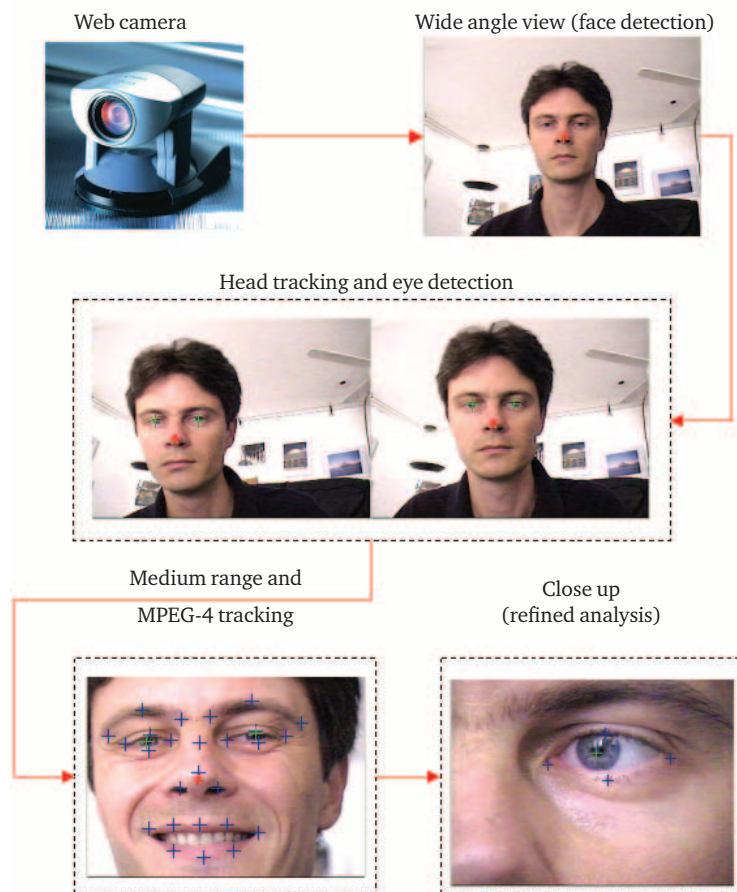 Web camera
Wide angle view (face detection)
Head tracking and eye detection
Medium range and
MPEG-4 tracking
Close up
(refined analysis)